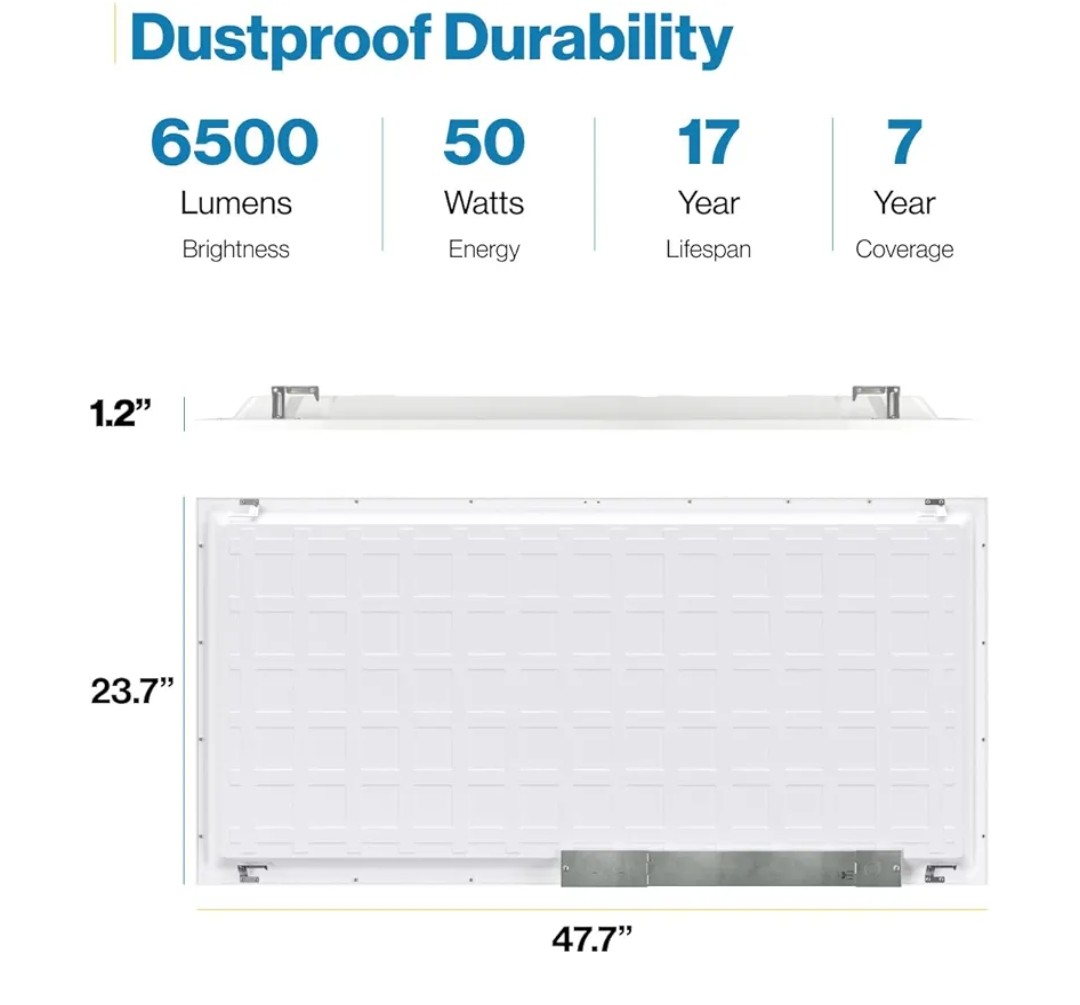 Dustproof Durability
6500
Lumens
Brightness
50
Watts
Energy
17
Year
Lifespan
7
Year
Coverage
1.2”
23.7”
47.7”